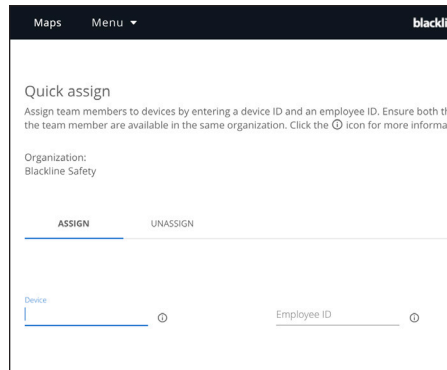 Maps Menu blackli
Quick assign
Assign team members to devices by entering a device ID and an employee ID. Ensure both th
the team member are available in the same organization. Click the ⓘ icon for more informa
Organization:
Blackline Safety
ASSIGN UNASSIGN
Device
Employee ID